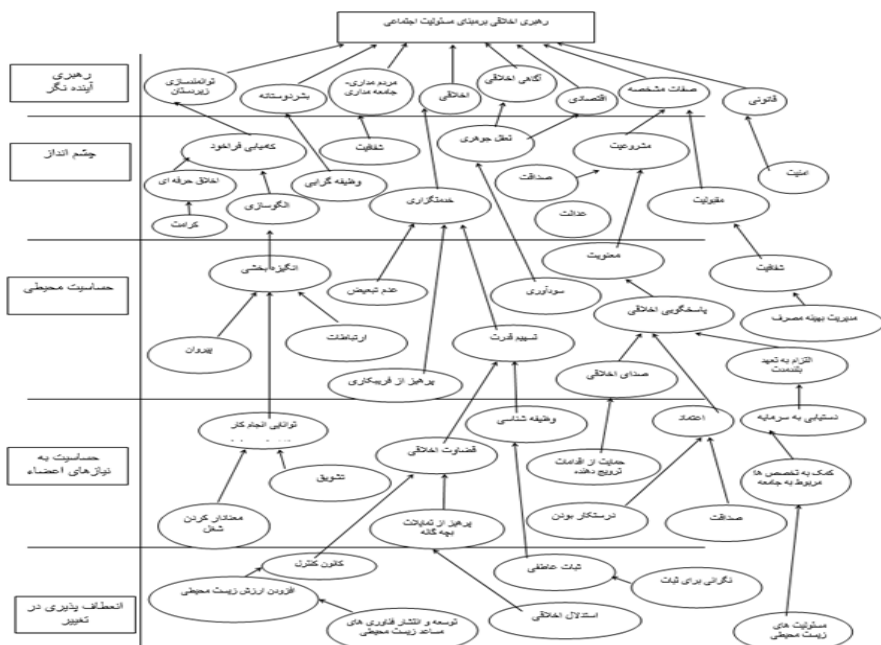 رهبری اخلاقی برمبنای مسئولیت اجتماعی
رهبری
آینده نگر
توانمندسازی
زیردستان
بشردوستانه
مردم مداری-
جامعه مداری
اخلاقی
آگاهی اخلاقی
اقتصادی
صفات مشخصه
قانونی
چشم انداز
کامیابی فراخود
شفافیت
تعقل جوهری
مشروعیت
امنیت
اخلاق حرفه ای
وظیفه گرایی
صداقت
کرامت
الگوسازی
خدمتگزاری
عدالت
مقبولیت
حساسیت محیطی
انگیزه بخشی
عدم تبعیض
سودآوری
معنویت
شفافیت
پاسخگویی اخلاقی
مدیریت بهینه مصرف
پیروان
ارتباطات
تسهیم قدرت
التزام به تعهد
بلندمدت
پرهیز از فریبکاری
صدای اخلاقی
حساسیت به
نیازهای اعضاء
توانایی انجام کار
وظیفه شناسی
اعتماد
دستیابی به سرمایه
قضاوت اخلاقی
حمایت از اقدامات
ترویج دهنده
کمک به تخصص ها
مربوط به جامعه
تشویق
معنادار کردن
شغل
پرهیز از تمایلات
بچه گانه
درستکار بودن
صداقت
انعطاف پذیری در
تغییر
کانون کنترل
ثبات عاطفی
افزودن ارزش زیست محیطی
نگرانی برای ثبات
توسعه و انتشار فناوری های
مساعد زیست محیطی
استدلال اخلاقی
مسئولیت های
زیست محیطی